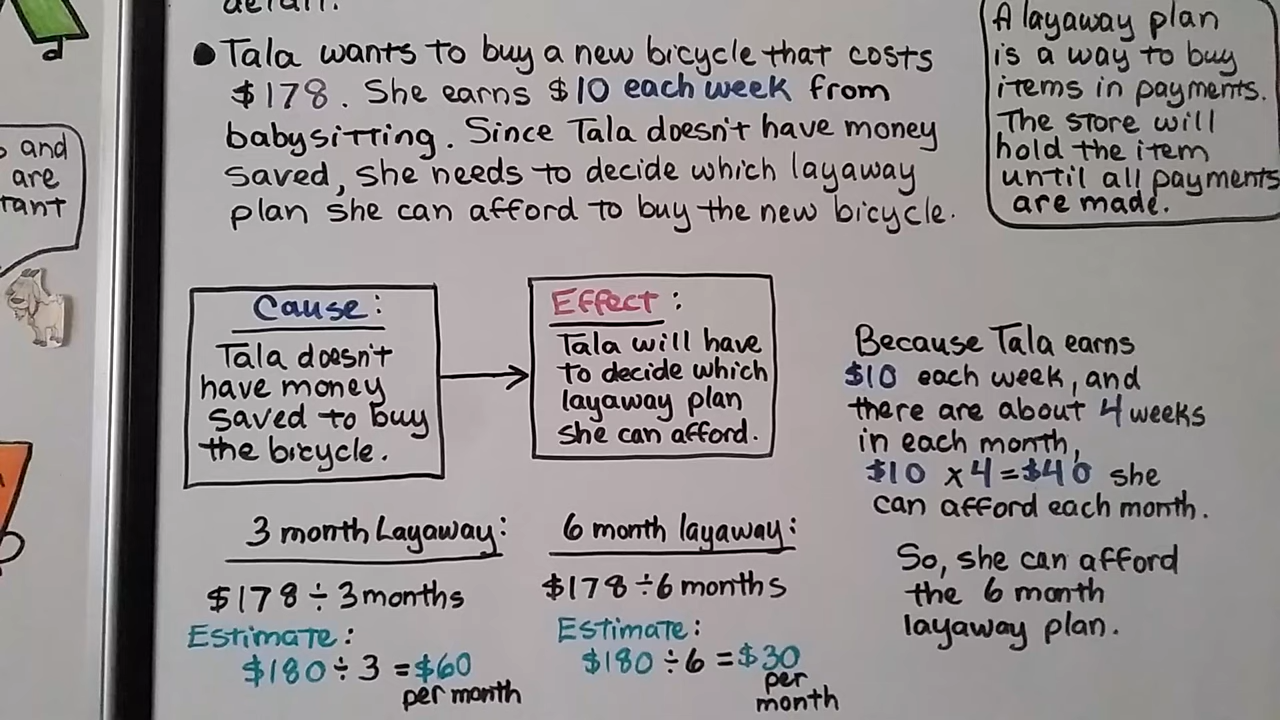 detail.
● Tala wants to buy a new bicycle that costs
$178. She earns $10 each week from
babysitting. Since Tala doesn't have money
saved, she needs to decide which layaway
plan she can afford to buy the new bicycle.
A layaway plan
is a way to buy
items in payments.
The store will
hold the item
until all payments
are made.
and
are
tant
d
Cause:
Tala doesn't
have money
saved to buy
the bicycle.
Effect:
Tala will have
to decide which
layaway plan
she can afford.
Because Tala earns
$10 each week, and
there are about 4 weeks
in each month,
$10 x 4 = $40 she
can afford each month.
So, she can afford
the 6 month
layaway plan.
3 month Layaway:
$178 ÷ 3 months
Estimate:
$180 ÷ 3 = $60
per month
6 month layaway:
$178 ÷ 6 months
Estimate:
$180 ÷ 6 = $30
per
month